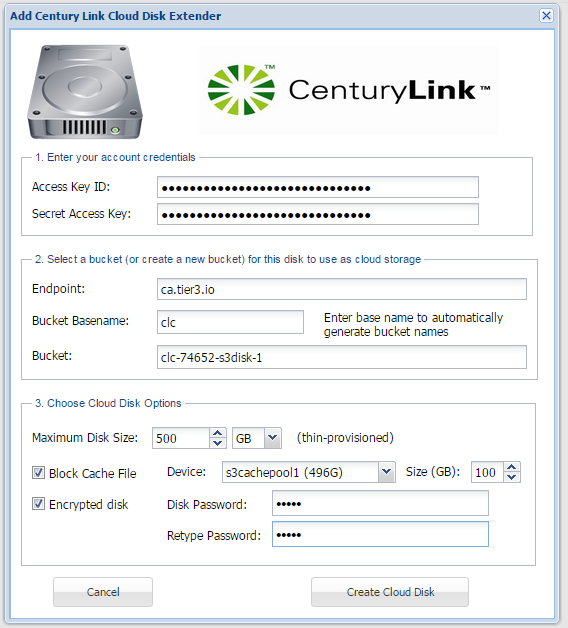 Add Century Link Cloud Disk Extender
CenturyLink™
1. Enter your account credentials
Access Key ID: ••••••••••••••••••••••••••••••
Secret Access Key: ••••••••••••••••••••••••••••••
2. Select a bucket (or create a new bucket) for this disk to use as cloud storage
Endpoint: ca.tier3.io
Bucket Basename: clc Enter base name to automatically
generate bucket names
Bucket: clc-74652-s3disk-1
3. Choose Cloud Disk Options
Maximum Disk Size: 500 GB (thin-provisioned)
Block Cache File Device: s3cachepool1 (496G) Size (GB): 100
Encrypted disk Disk Password: •••••
Retype Password: •••••
Cancel Create Cloud Disk